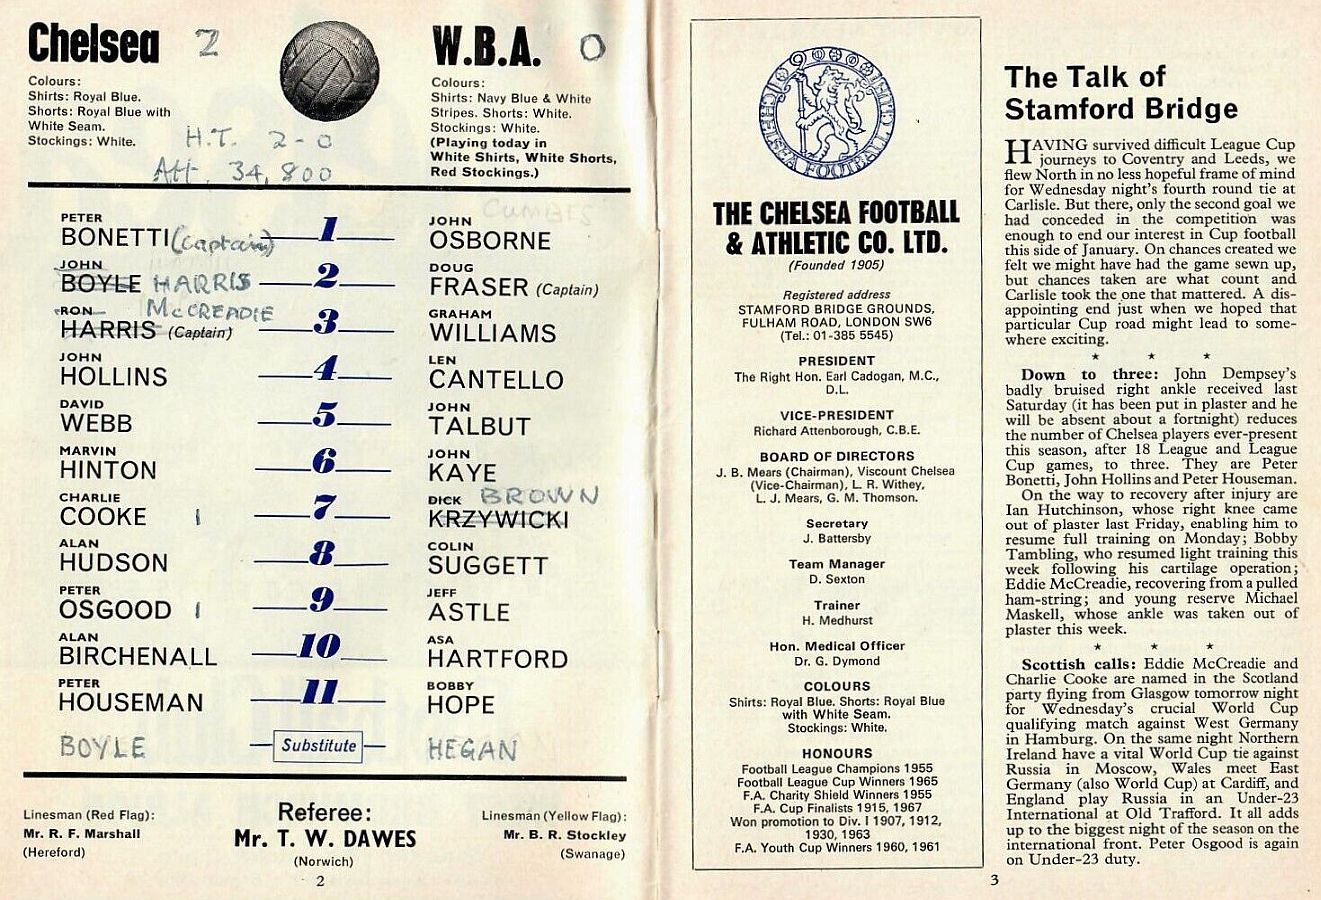 Chelsea 2
Colours:
Shirts: Royal Blue.
Shorts: Royal Blue with
White Seam.
Stockings: White.
H.T. 2-0
Att. 34,800
W.B.A. 0
Colours:
Shirts: Navy Blue & White
Stripes. Shorts: White.
Stockings: White.
(Playing today in
White Shirts, White Shorts,
Red Stockings.)
CUMBES
PETER
BONETTI (Captain) 1 JOHN OSBORNE
JOHN
BOYLE HARRIS 2 DOUG FRASER (Captain)
RON McCREADIE
HARRIS (Captain) 3 GRAHAM WILLIAMS
JOHN
HOLLINS 4 LEN CANTELLO
DAVID
WEBB 5 JOHN TALBUT
MARVIN
HINTON 6 JOHN KAYE
CHARLIE
COOKE 1 7 DICK KRZYWICKI BROWN
ALAN
HUDSON 8 COLIN SUGGETT
PETER
OSGOOD 1 9 JEFF ASTLE
ALAN
BIRCHENALL 10 ASA HARTFORD
PETER
HOUSEMAN 11 BOBBY HOPE
BOYLE Substitute HEGAN
Linesman (Red Flag):
Mr. R. F. Marshall
(Hereford)
Referee:
Mr. T. W. DAWES
(Norwich)
Linesman (Yellow Flag):
Mr. B. R. Stockley
(Swanage)
2
CHELSEA FOOTBALL CLUB LTD
THE CHELSEA FOOTBALL
& ATHLETIC CO. LTD.
(Founded 1905)
Registered address
STAMFORD BRIDGE GROUNDS,
FULHAM ROAD, LONDON SW6
(Tel.: 01-385 5545)
PRESIDENT
The Right Hon. Earl Cadogan, M.C.,
D.L.
VICE-PRESIDENT
Richard Attenborough, C.B.E.
BOARD OF DIRECTORS
J. B. Mears (Chairman), Viscount Chelsea
(Vice-Chairman), L. R. Withey,
L. J. Mears, G. M. Thomson.
Secretary
J. Battersby
Team Manager
D. Sexton
Trainer
H. Medhurst
Hon. Medical Officer
Dr. G. Dymond
COLOURS
Shirts: Royal Blue. Shorts: Royal Blue
with White Seam.
Stockings: White.
HONOURS
Football League Champions 1955
Football League Cup Winners 1965
F.A. Charity Shield Winners 1955
F.A. Cup Finalists 1915, 1967
Won promotion to Div. I 1907, 1912,
1930, 1963
F.A. Youth Cup Winners 1960, 1961
The Talk of
Stamford Bridge
HAVING survived difficult League Cup
journeys to Coventry and Leeds, we
flew North in no less hopeful frame of mind
for Wednesday night's fourth round tie at
Carlisle. But there, only the second goal we
had conceded in the competition was
enough to end our interest in Cup football
this side of January. On chances created we
felt we might have had the game sewn up,
but chances taken are what count and
Carlisle took the one that mattered. A dis-
appointing end just when we hoped that
particular Cup road might lead to some-
where exciting.
* * *
Down to three: John Dempsey's
badly bruised right ankle received last
Saturday (it has been put in plaster and he
will be absent about a fortnight) reduces
the number of Chelsea players ever-present
this season, after 18 League and League
Cup games, to three. They are Peter
Bonetti, John Hollins and Peter Houseman.
On the way to recovery after injury are
Ian Hutchinson, whose right knee came
out of plaster last Friday, enabling him to
resume full training on Monday; Bobby
Tambling, who resumed light training this
week following his cartilage operation;
Eddie McCreadie, recovering from a pulled
ham-string; and young reserve Michael
Maskell, whose ankle was taken out of
plaster this week.
* * *
Scottish calls: Eddie McCreadie and
Charlie Cooke are named in the Scotland
party flying from Glasgow tomorrow night
for Wednesday's crucial World Cup
qualifying match against West Germany
in Hamburg. On the same night Northern
Ireland have a vital World Cup tie against
Russia in Moscow, Wales meet East
Germany (also World Cup) at Cardiff, and
England play Russia in an Under-23
International at Old Trafford. It all adds
up to the biggest night of the season on the
international front. Peter Osgood is again
on Under-23 duty.
3